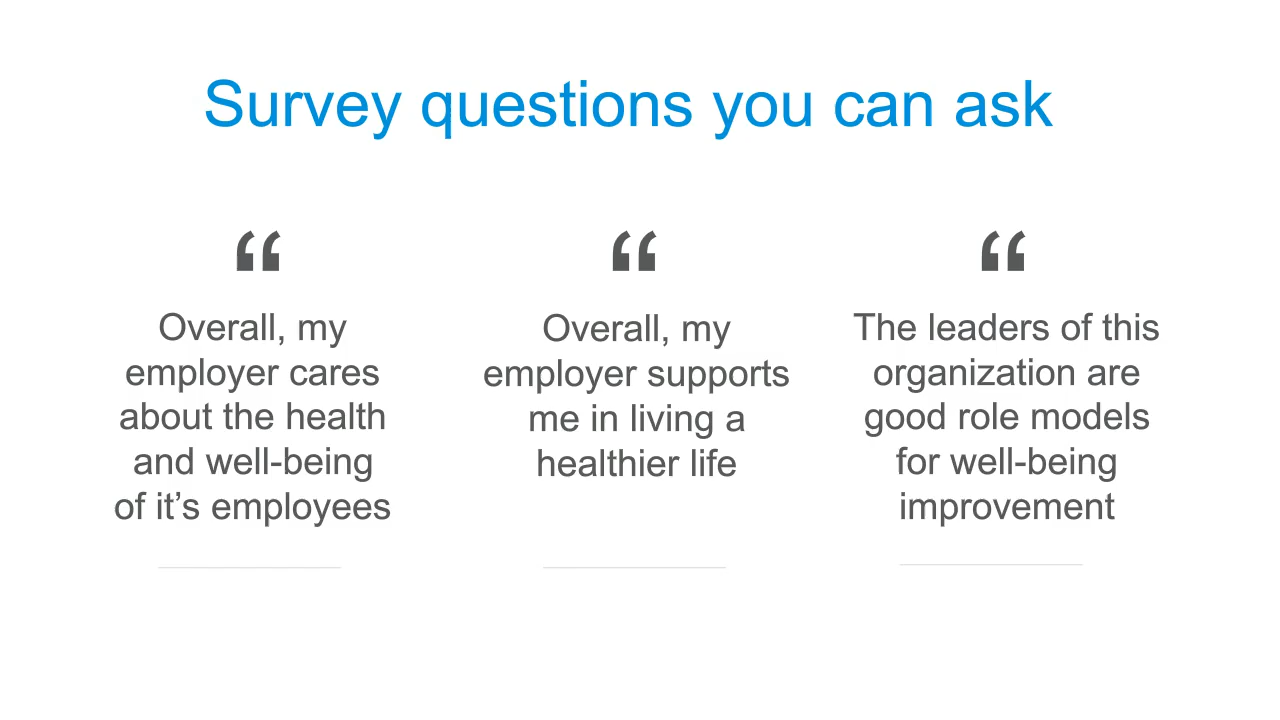 Survey questions you can ask
“
Overall, my
employer cares
about the health
and well-being
of it’s employees
“
Overall, my
employer supports
me in living a
healthier life
“
The leaders of this
organization are
good role models
for well-being
improvement